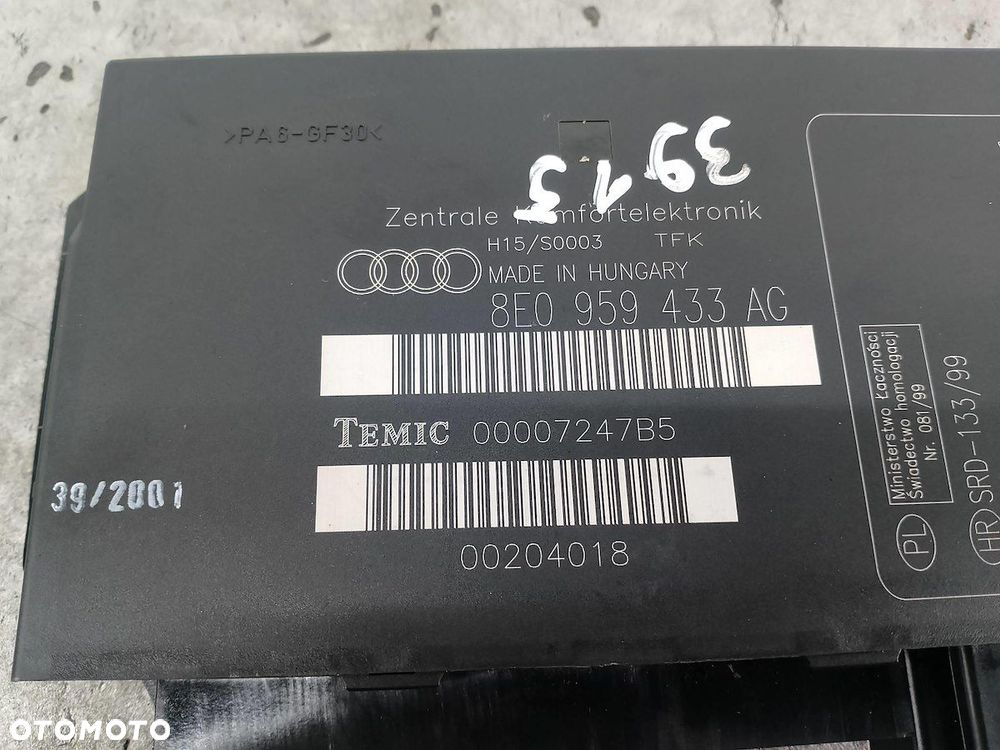 >PA6-GF30<
3913
Zentrale Komfortelektronik
H15/S0003 TFK
MADE IN HUNGARY
8E0 959 433 AG
TEMIC 00007247B5
00204018
39/2001
Ministerstwo Łączności
Świadectwo homologacji
Nr. 081/99
PL
HR SRD-133/99
OTOMOTO